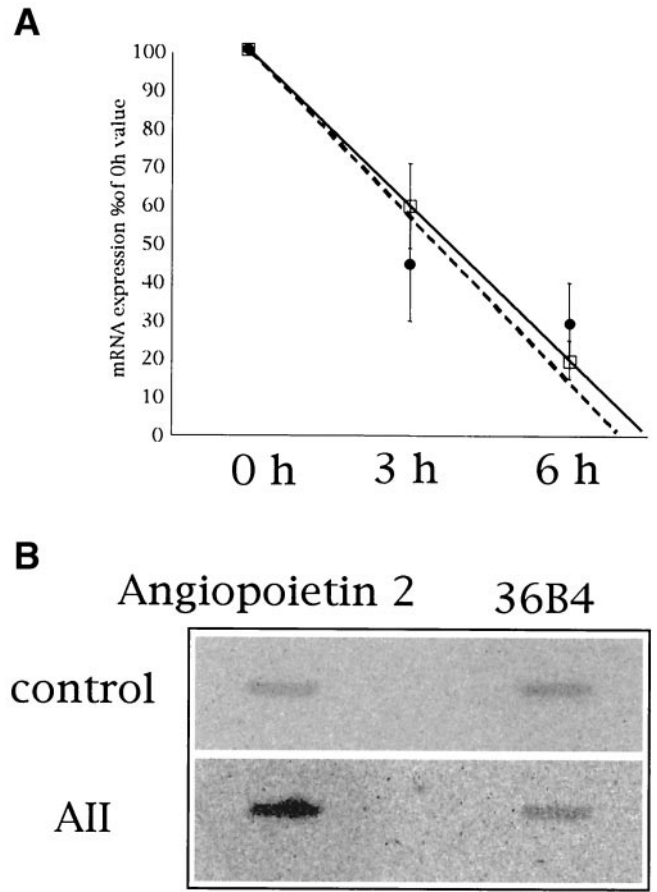 A
mRNA expression %of 0h value
100
90
80
70
60
50
40
30
20
10
0
0 h 3 h 6 h
B
Angiopoietin 2 36B4
control
AII